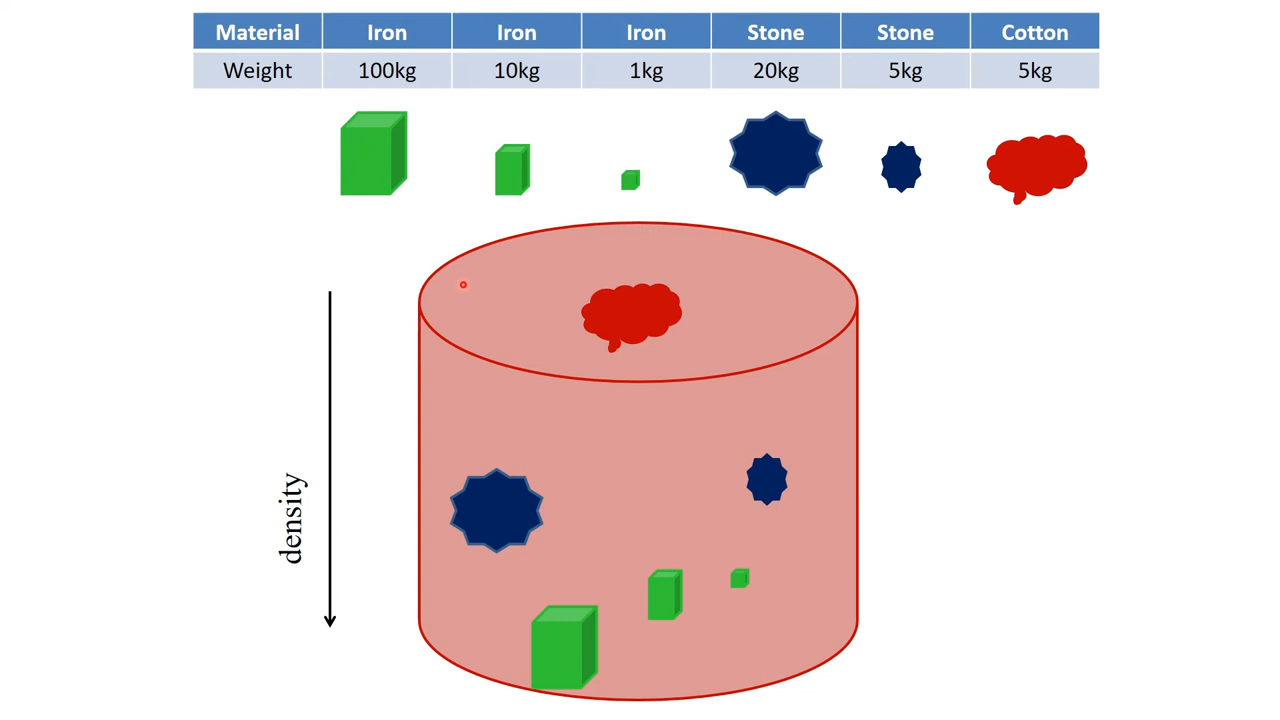 Material Iron Iron Iron Stone Stone Cotton
Weight 100kg 10kg 1kg 20kg 5kg 5kg
density